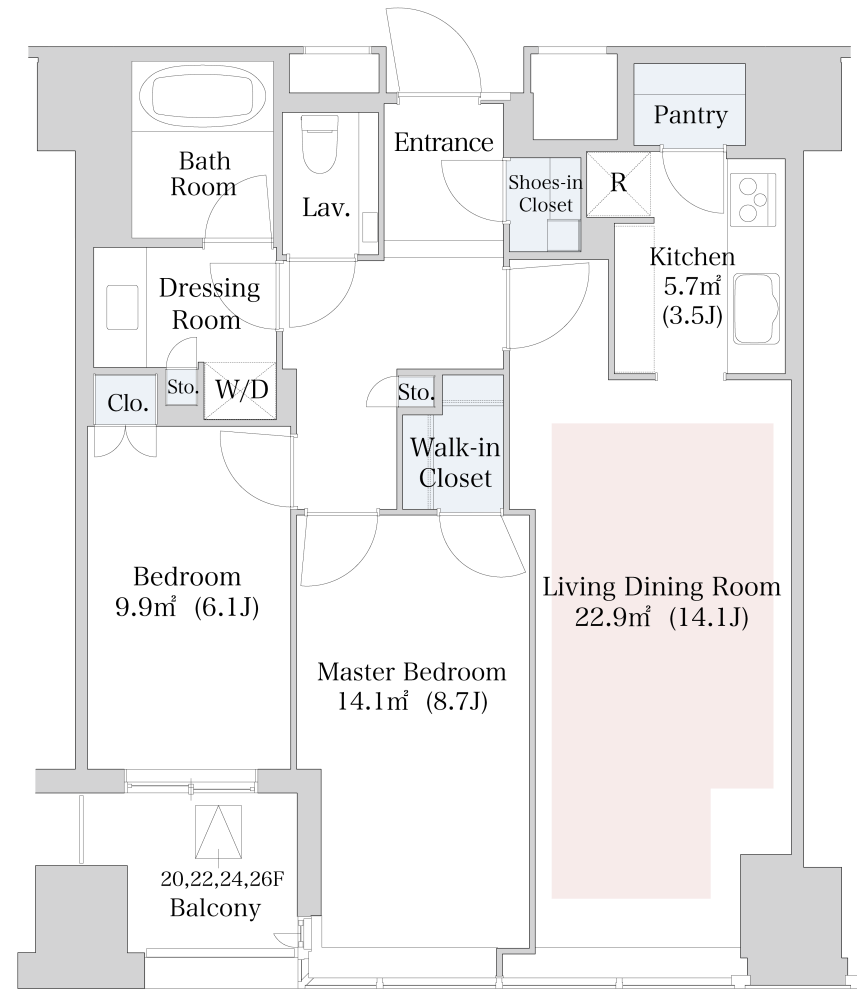 Pantry
Entrance
Bath
Room
Shoes-in
Closet
R
Lav.
Kitchen
5.7㎡
(3.5J)
Dressing
Room
Clo.
Sto.
W/D
Sto.
Walk-in
Closet
Bedroom
9.9㎡ (6.1J)
Living Dining Room
22.9㎡ (14.1J)
Master Bedroom
14.1㎡ (8.7J)
20,22,24,26F
Balcony